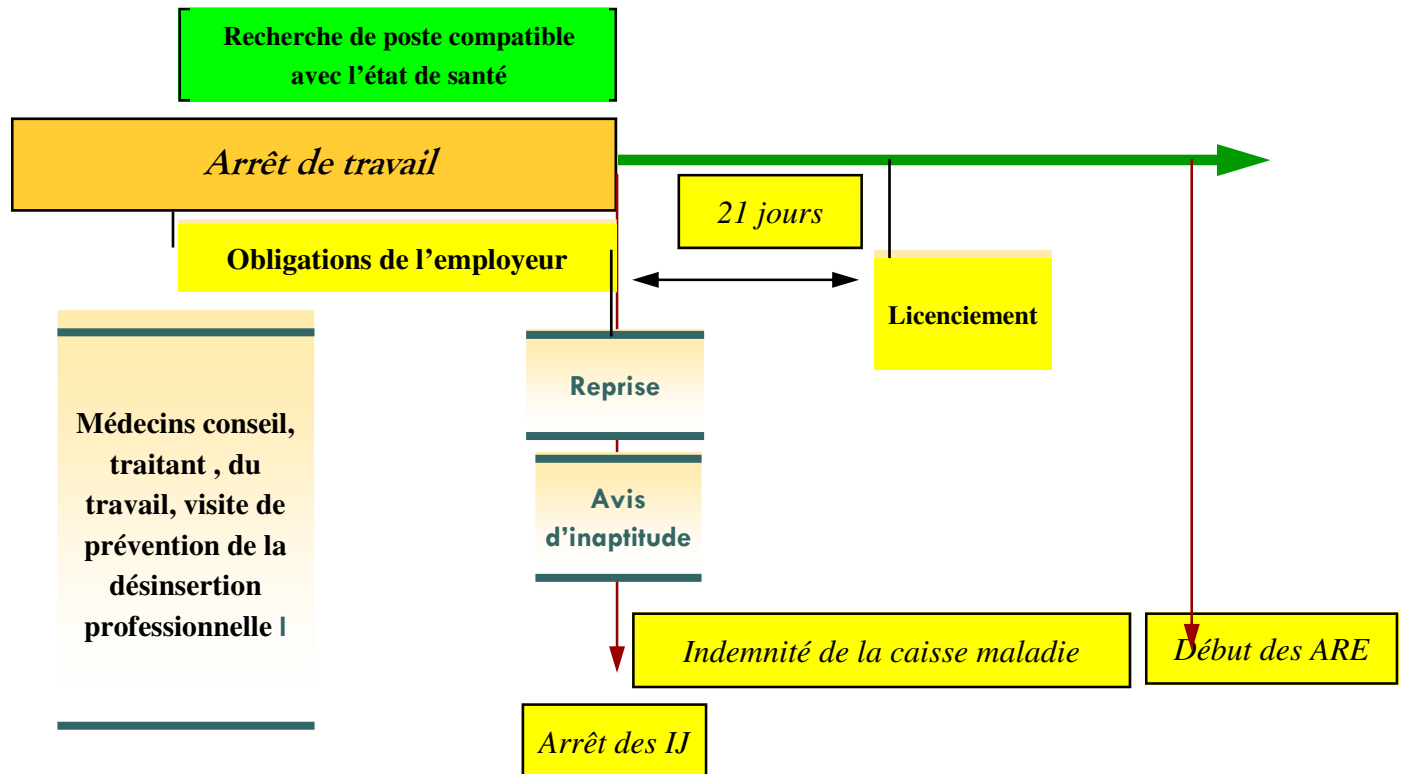 Recherche de poste compatible
avec l’état de santé
Arrêt de travail
21 jours
Obligations de l’employeur
Licenciement
Médecins conseil,
traitant , du
travail, visite de
prévention de la
désinsertion
professionnelle l
Reprise
Avis
d’inaptitude
Indemnité de la caisse maladie
Début des ARE
Arrêt des IJ